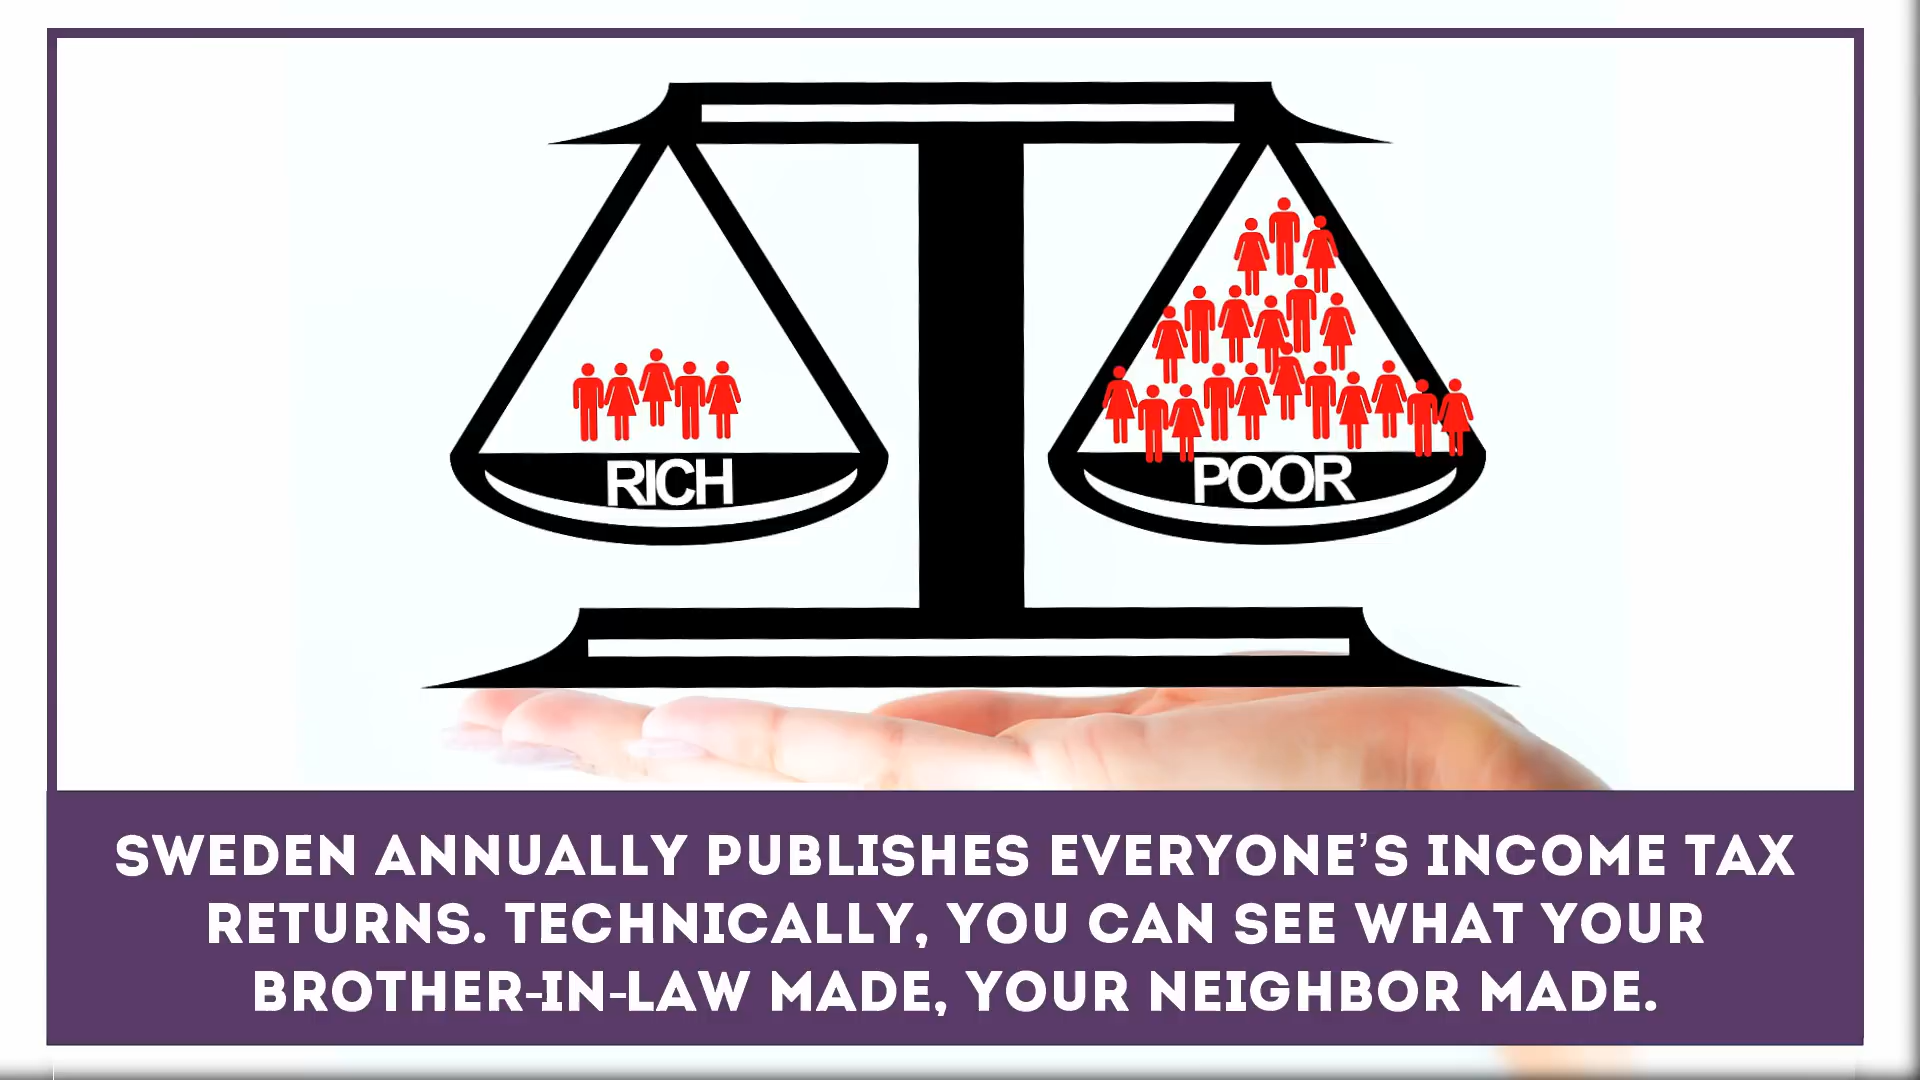 RICH
POOR
SWEDEN ANNUALLY PUBLISHES EVERYONE'S INCOME TAX
RETURNS. TECHNICALLY, YOU CAN SEE WHAT YOUR
BROTHER-IN-LAW MADE, YOUR NEIGHBOR MADE.